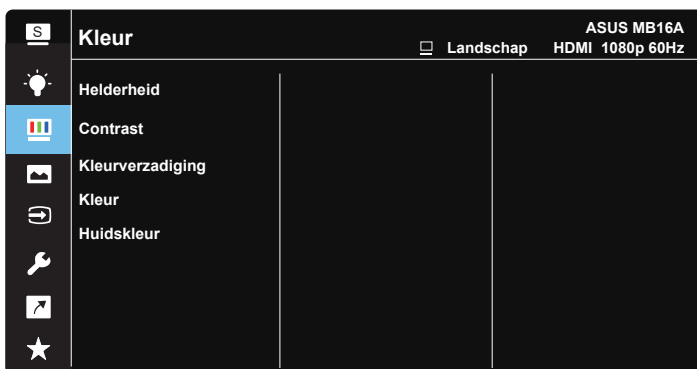 S
Kleur
ASUS MB16A
Landschap HDMI 1080p 60Hz
Helderheid
Contrast
Kleurverzadiging
Kleur
Huidskleur